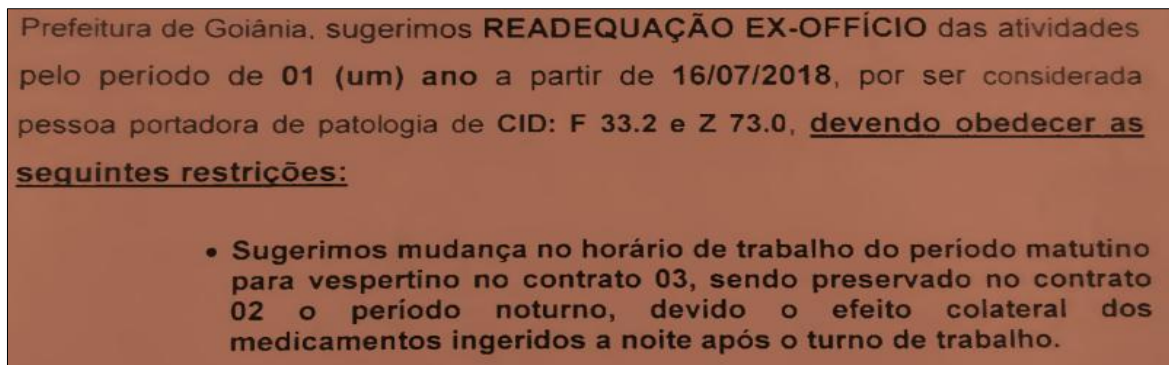 Prefeitura de Goiânia, sugerimos READEQUAÇÃO EX-OFFÍCIO das atividades
pelo período de 01 (um) ano a partir de 16/07/2018, por ser considerada
pessoa portadora de patologia de CID: F 33.2 e Z 73.0, devendo obedecer as
seguintes restrições:
• Sugerimos mudança no horário de trabalho do período matutino
para vespertino no contrato 03, sendo preservado no contrato
02 o período noturno, devido o efeito colateral dos
medicamentos ingeridos a noite após o turno de trabalho.